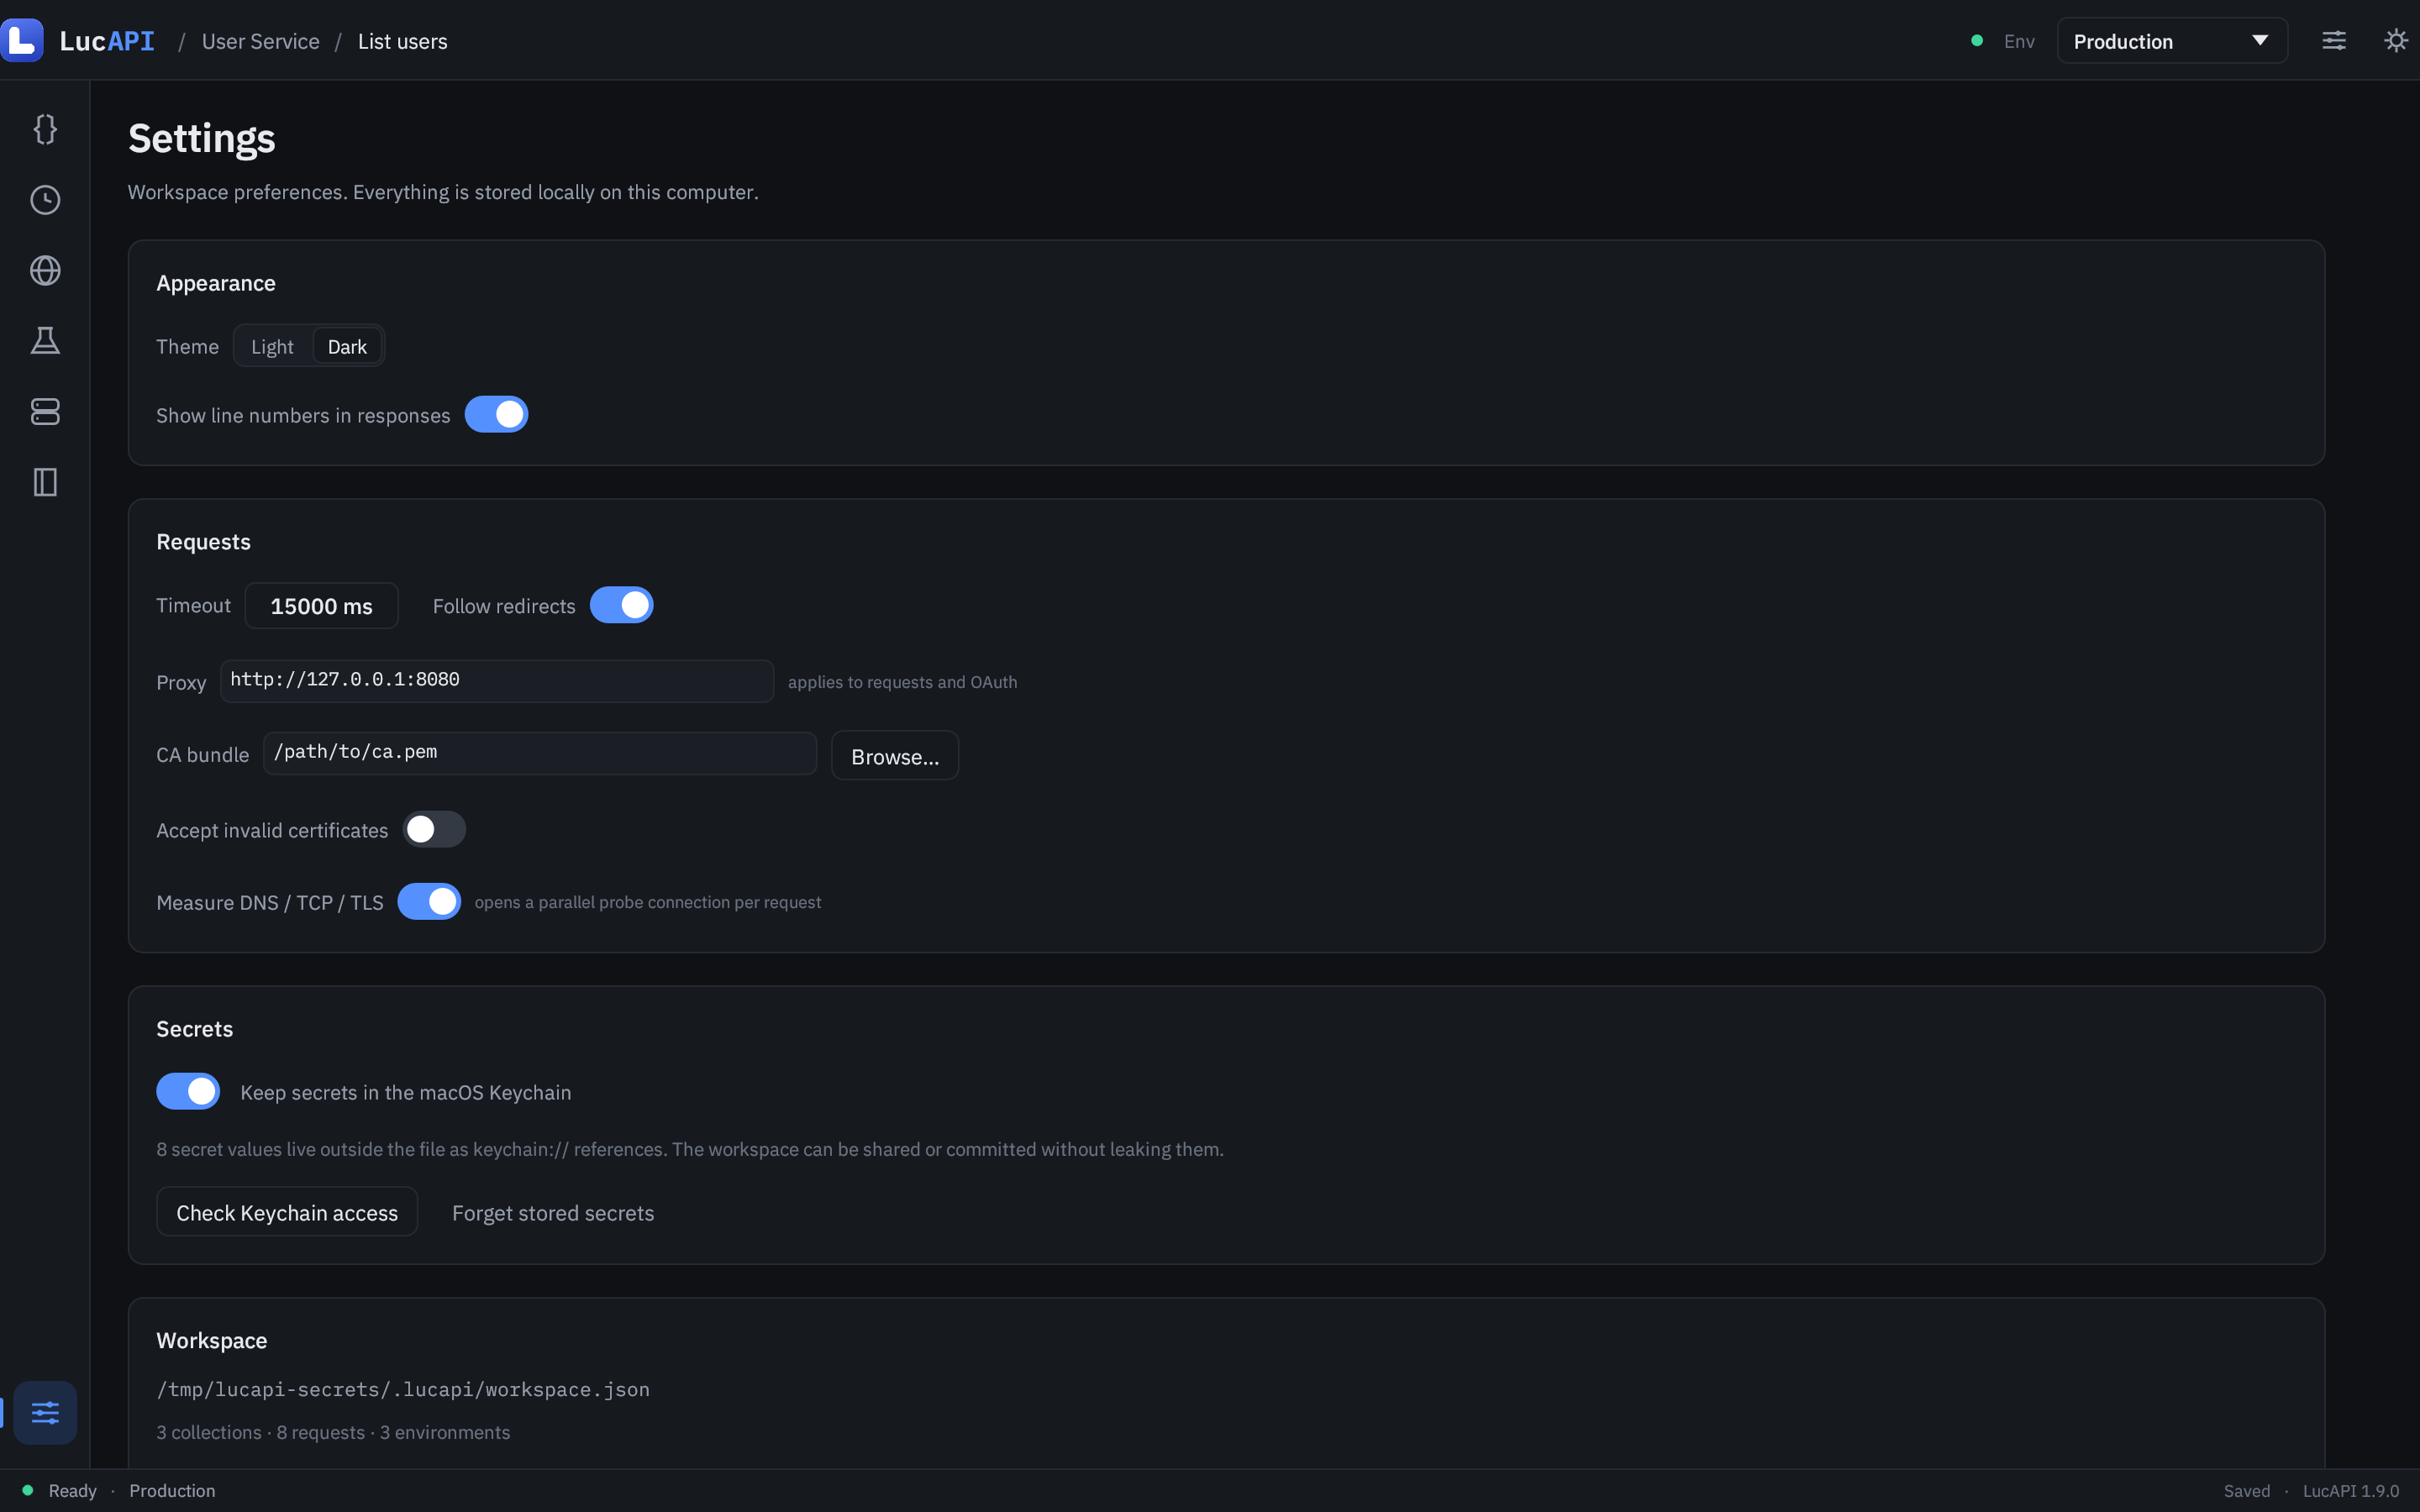 LucAPI / User Service / List users
Env Production
Settings
Workspace preferences. Everything is stored locally on this computer.
Appearance
Theme Light Dark
Show line numbers in responses
Requests
Timeout 15000 ms Follow redirects
Proxy http://127.0.0.1:8080 applies to requests and OAuth
CA bundle /path/to/ca.pem Browse...
Accept invalid certificates
Measure DNS / TCP / TLS opens a parallel probe connection per request
Secrets
Keep secrets in the macOS Keychain
8 secret values live outside the file as keychain:// references. The workspace can be shared or committed without leaking them.
Check Keychain access Forget stored secrets
Workspace
/tmp/lucapi-secrets/.lucapi/workspace.json
3 collections · 8 requests · 3 environments
Ready · Production
Saved · LucAPI 1.9.0